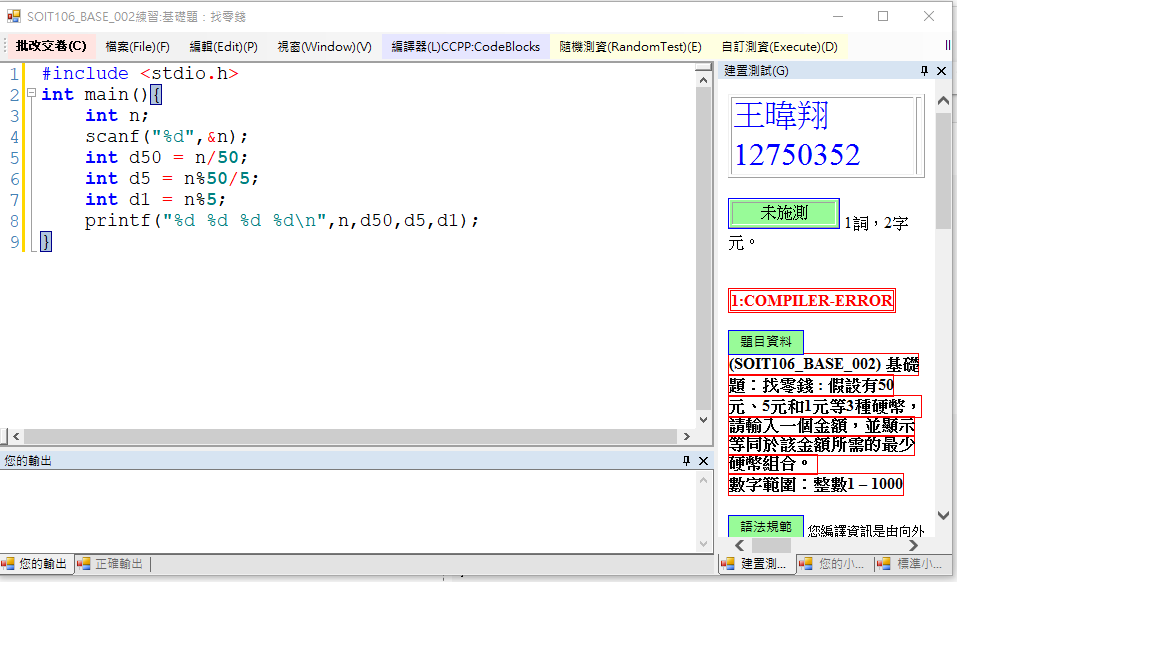 SOIT106_BASE_002練習:基礎題：找零錢
批改交卷(C) 檔案(File)(F) 編輯(Edit)(P) 視窗(Window)(V) 編譯器(L)CCPP:CodeBlocks 隨機測資(RandomTest)(E) 自訂測資(Execute)(D)
1 #include <stdio.h>
2 int main(){
3 int n;
4 scanf("%d",&n);
5 int d50 = n/50;
6 int d5 = n%50/5;
7 int d1 = n%5;
8 printf("%d %d %d %d\n",n,d50,d5,d1);
9 }
您的輸出
您的輸出 正確輸出
建置測試(G)
王暐翔
12750352
未施測 1詞，2字
元。
1:COMPILER-ERROR
題目資料
(SOIT106_BASE_002) 基礎
題：找零錢 : 假設有50
元、5元和1元等3種硬幣，
請輸入一個金額，並顯示
等同於該金額所需的最少
硬幣組合。
數字範圍：整數1 – 1000
語法規範 您編譯資訊是由向外
建置測... 您的小... 標準小...